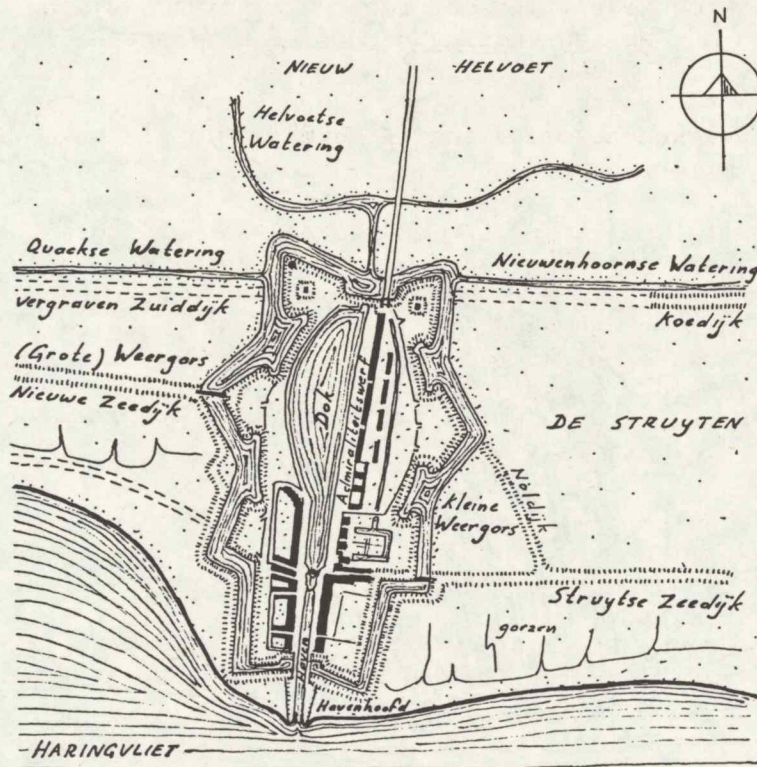 N
NIEUW HELVOET
Helvoetse
Watering
Quackse Watering
Nieuwenhoornse Watering
Vergraven Zuiddijk
Koedijk
(Grote) Weergors
Nieuwe Zeedijk
Dok
Admiraliteitswerf
DE STRUYTEN
Noldijk
Kleine
Weergors
Struytse Zeedijk
gorzen
Havenhoofd
HARINGVLIET